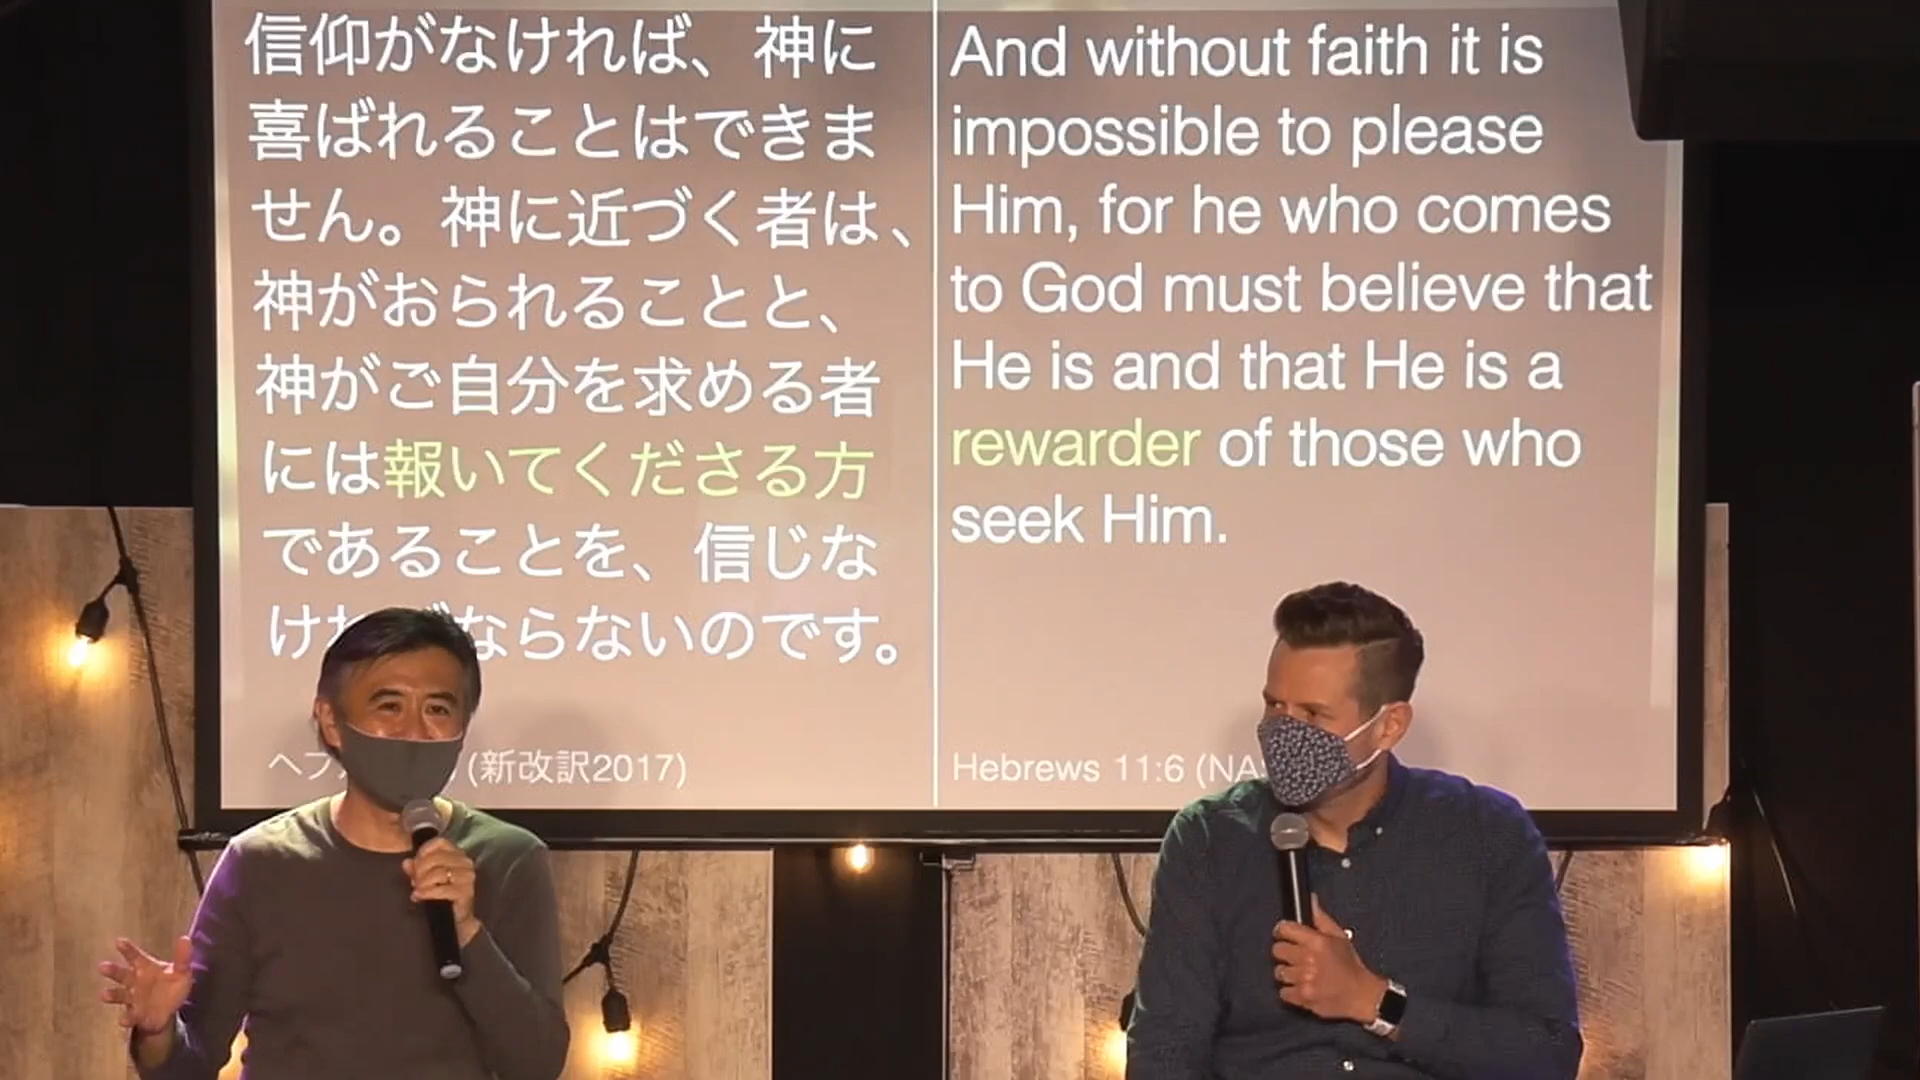 信仰がなければ、神に
喜ばれることはできま
せん。神に近づく者は、
神がおられることと、
神がご自分を求める者
には報いてくださる方
であることを、信じな
け ならないのです。
(新改訳2017)
And without faith it is
impossible to please
Him, for he who comes
to God must believe that
He is and that He is a
rewarder of those who
seek Him.
Hebrews 11:6